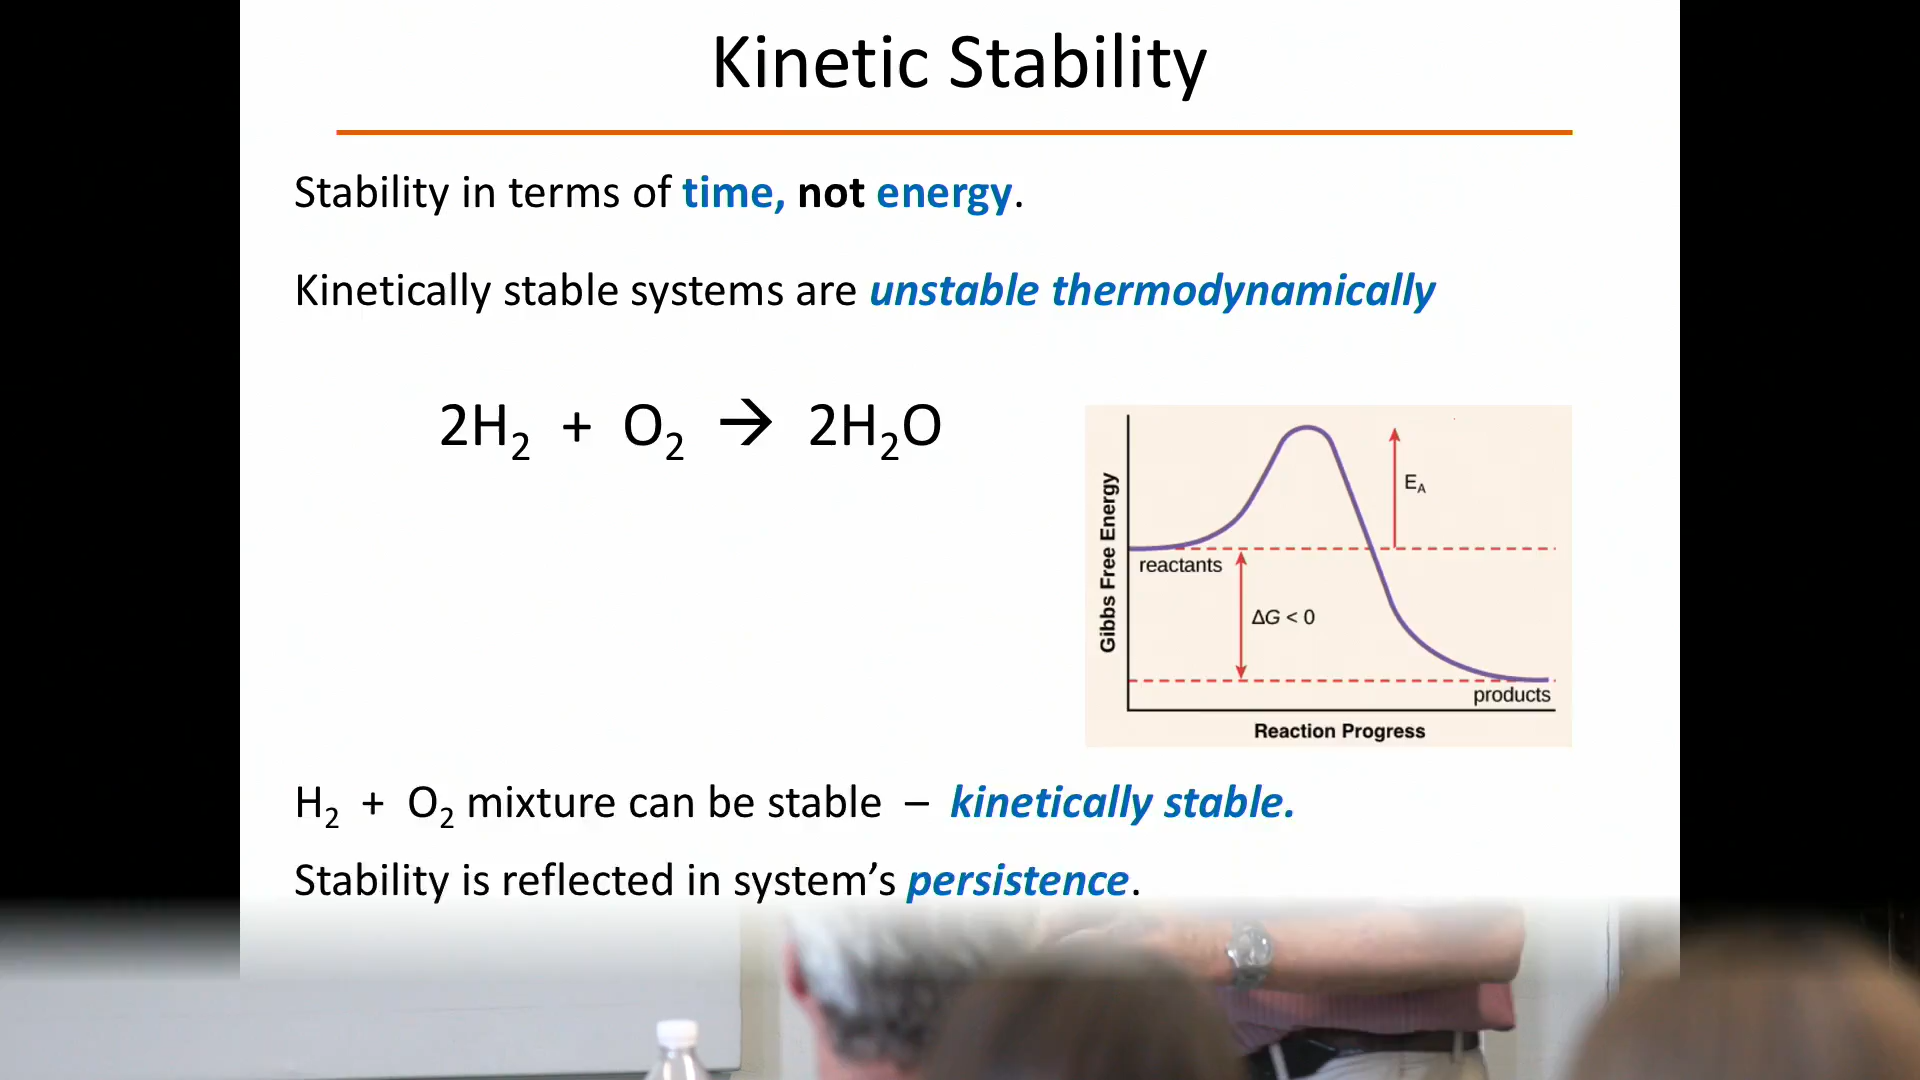 Kinetic Stability
Stability in terms of time, not energy.
Kinetically stable systems are unstable thermodynamically
2H₂ + O₂ → 2H₂O
Gibbs Free Energy
E_A
reactants
ΔG < 0
products
Reaction Progress
H₂ + O₂ mixture can be stable – kinetically stable.
Stability is reflected in system’s persistence.